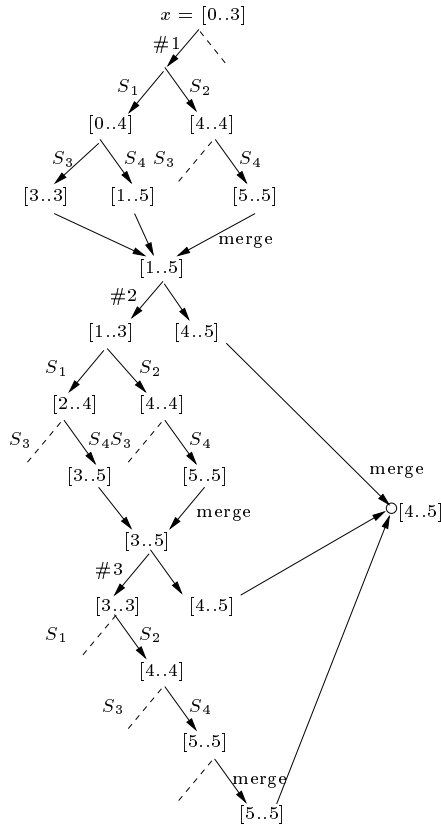 x = [0..3]
#1
S1 S2
[0..4] [4..4]
S3 S4 S3 S4
[3..3] [1..5] [5..5]
merge
[1..5]
#2
[1..3] [4..5]
S1 S2
[2..4] [4..4]
S3 S4 S3 S4
merge
[3..5] [5..5]
merge
[4..5]
[3..5]
#3
[3..3] [4..5]
S1 S2
[4..4]
S3 S4
[5..5]
merge
[5..5]